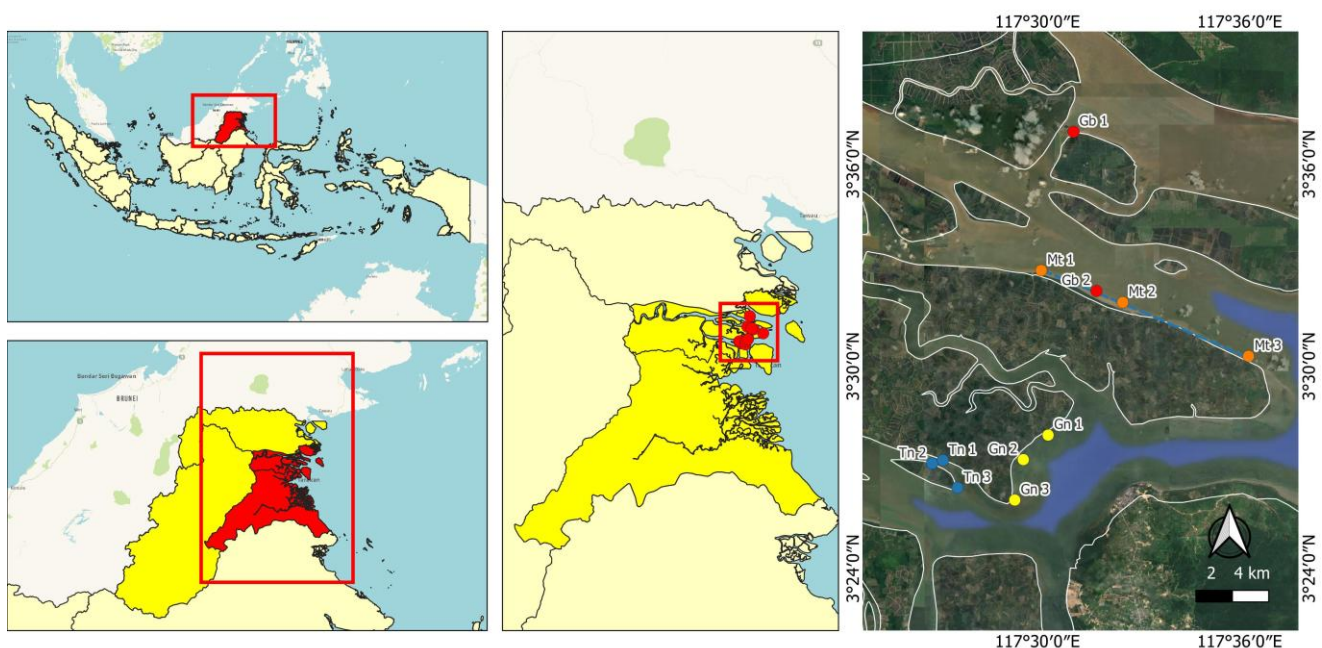 117°30′0″E
117°36′0″E
Gb 1
3°36′0″N
3°36′0″N
Mt 1
Gb 2
Mt 2
Mt 3
3°30′0″N
3°30′0″N
Bandar Seri Begawan
BRUNEI
Gn 1
Gn 2
Tn 2
Tn 1
Tn 3
Gn 3
3°24′0″N
3°24′0″N
2 4 km
117°30′0″E
117°36′0″E